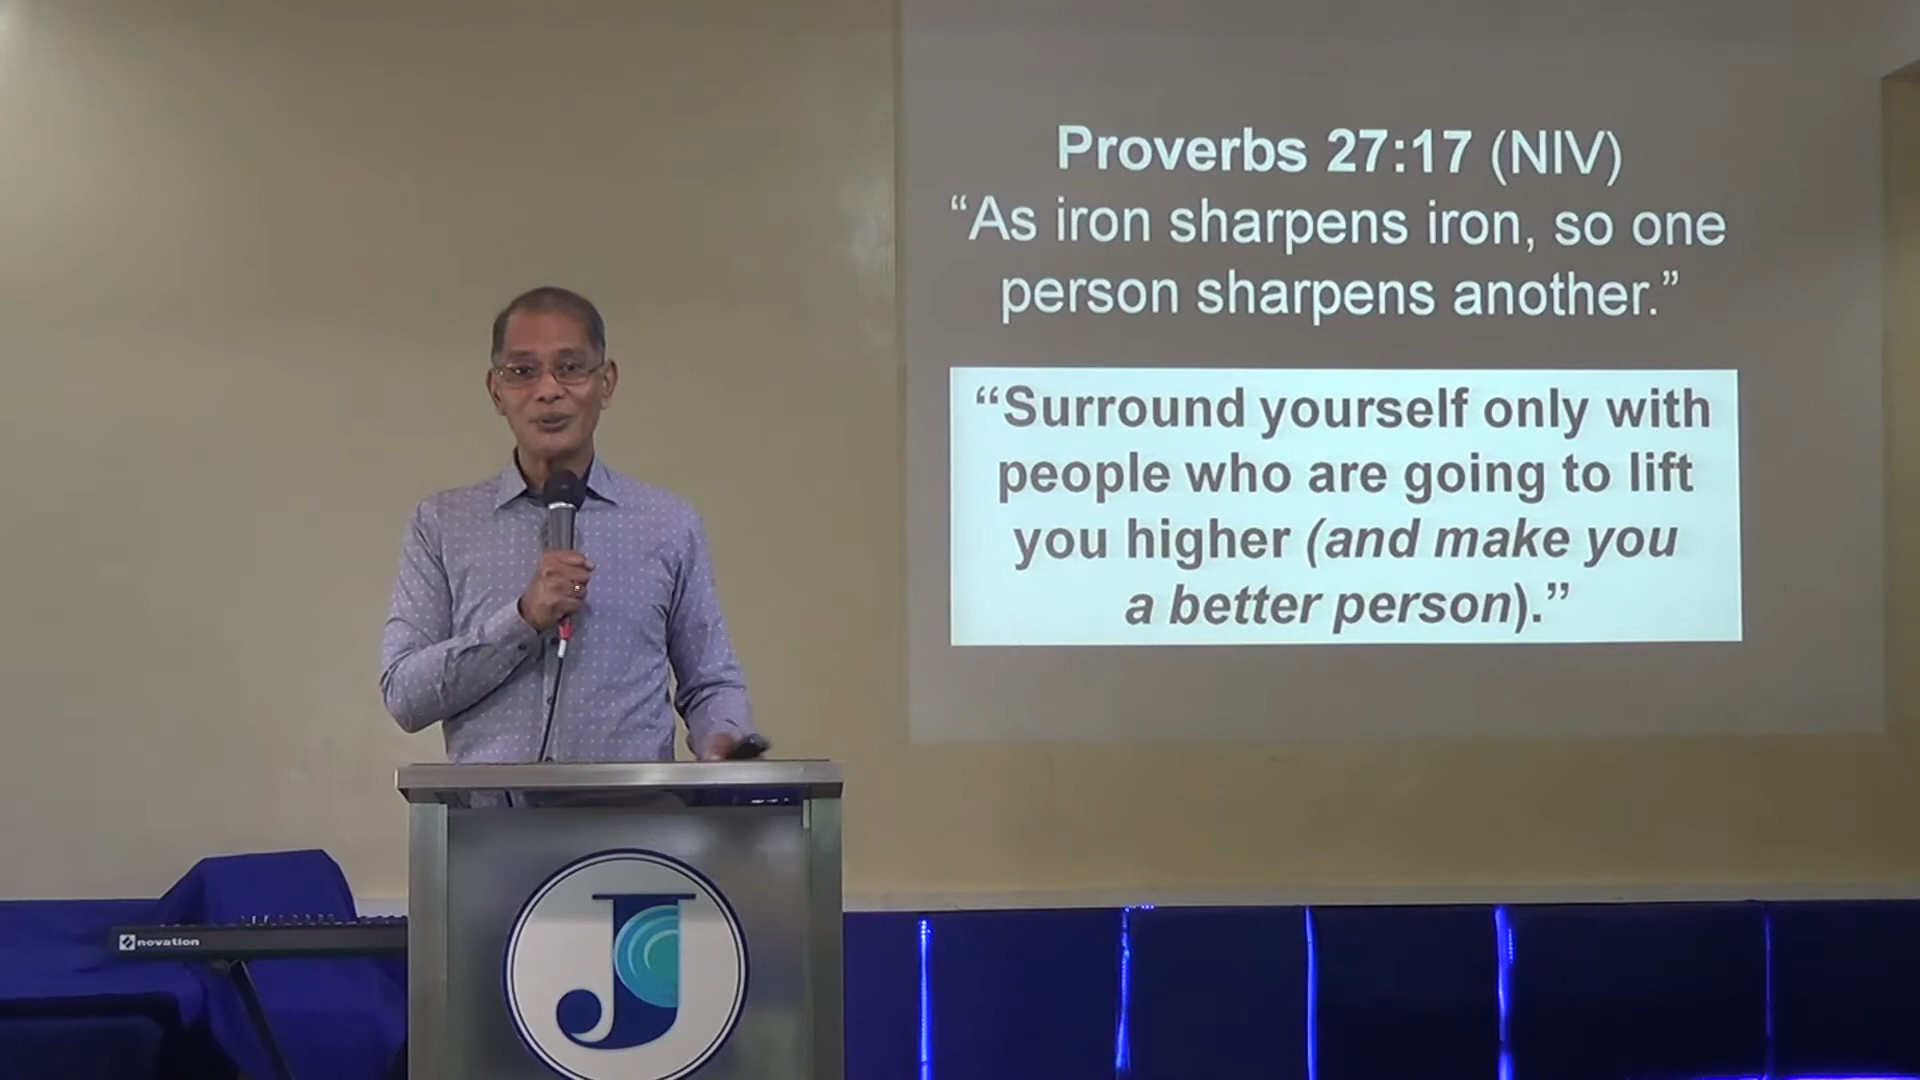 Proverbs 27:17 (NIV)
“As iron sharpens iron, so one
person sharpens another.”
“Surround yourself only with
people who are going to lift
you higher (and make you
a better person).”
novation
J